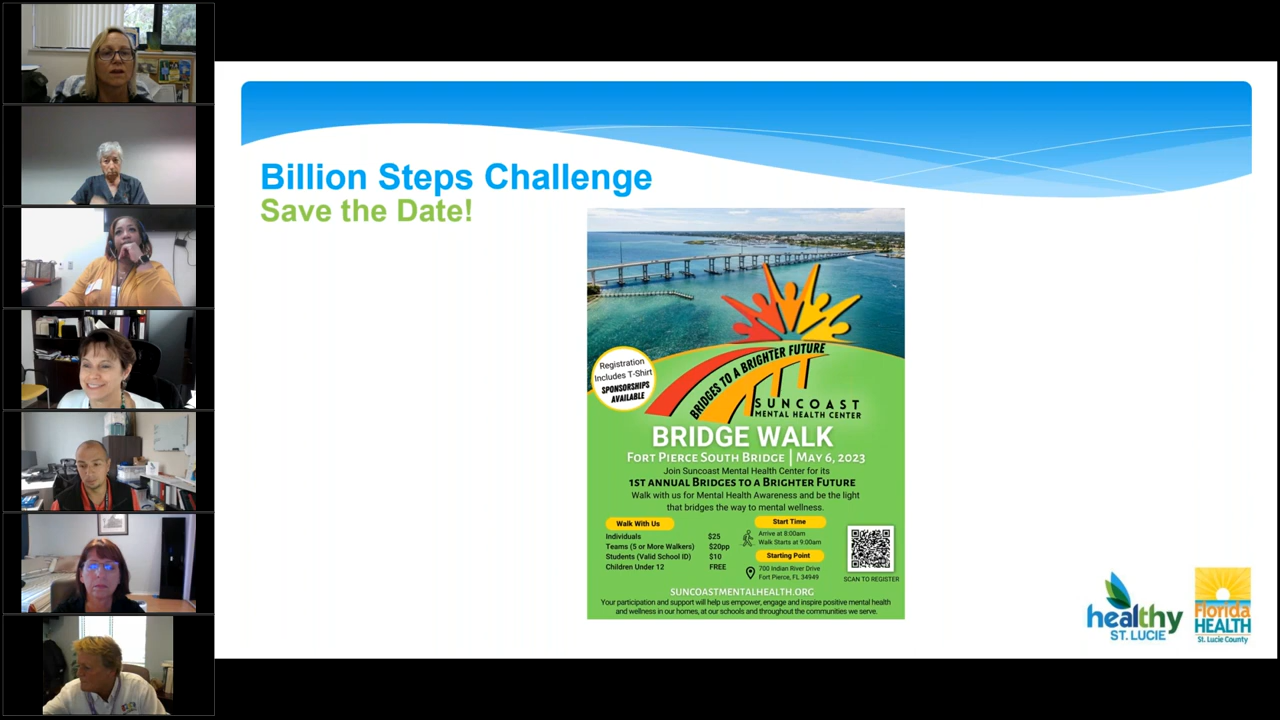 Billion Steps Challenge
Save the Date!
Registration
Includes T-Shirt
SPONSORSHIPS
AVAILABLE
BRIDGES TO A BRIGHTER FUTURE
SUNCOAST
MENTAL HEALTH CENTER
BRIDGE WALK
FORT PIERCE SOUTH BRIDGE | MAY 6, 2023
Join Suncoast Mental Health Center for its
1ST ANNUAL BRIDGES TO A BRIGHTER FUTURE
Walk with us for Mental Health Awareness and be the light
that bridges the way to mental wellness.
Walk With Us
Individuals $25
Teams (5 or More Walkers) $20pp
Students (Valid School ID) $10
Children Under 12 FREE
Start Time
Arrive at 8:00am
Walk Starts at 9:00am
Starting Point
700 Indian River Drive
Fort Pierce, FL 34949
SCAN TO REGISTER
SUNCOASTMENTALHEALTH.ORG
Your participation and support will help us empower, engage and inspire positive mental health
and wellness in our homes, at our schools and throughout the communities we serve.
healthy
ST. LUCIE
Florida
HEALTH
St. Lucie County